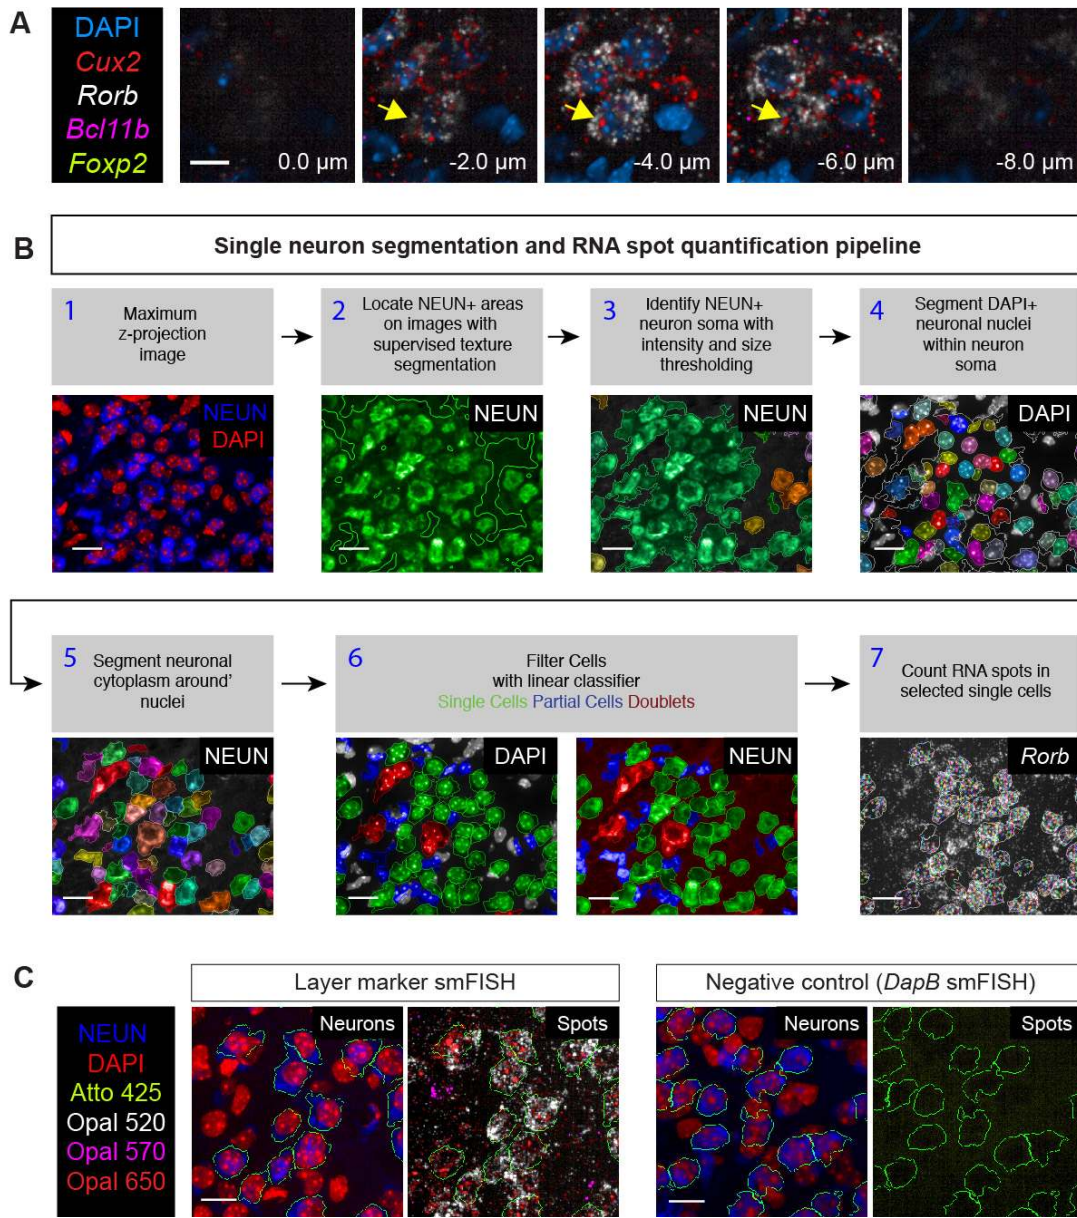 A
DAPI
Cux2
Rorb
Bcl11b
Foxp2
0.0 µm
-2.0 µm
-4.0 µm
-6.0 µm
-8.0 µm
B
Single neuron segmentation and RNA spot quantification pipeline
1
Maximum
z-projection
image
2
Locate NEUN+ areas
on images with
supervised texture
segmentation
3
Identify NEUN+
neuron soma with
intensity and size
thresholding
4
Segment DAPI+
neuronal nuclei
within neuron
soma
NEUN
DAPI
NEUN
NEUN
DAPI
5
Segment neuronal
cytoplasm around'
nuclei
6
Filter Cells
with linear classifier
Single Cells Partial Cells Doublets
7
Count RNA spots in
selected single cells
NEUN
DAPI
NEUN
Rorb
C
Layer marker smFISH
Negative control (DapB smFISH)
NEUN
DAPI
Atto 425
Opal 520
Opal 570
Opal 650
Neurons
Spots
Neurons
Spots